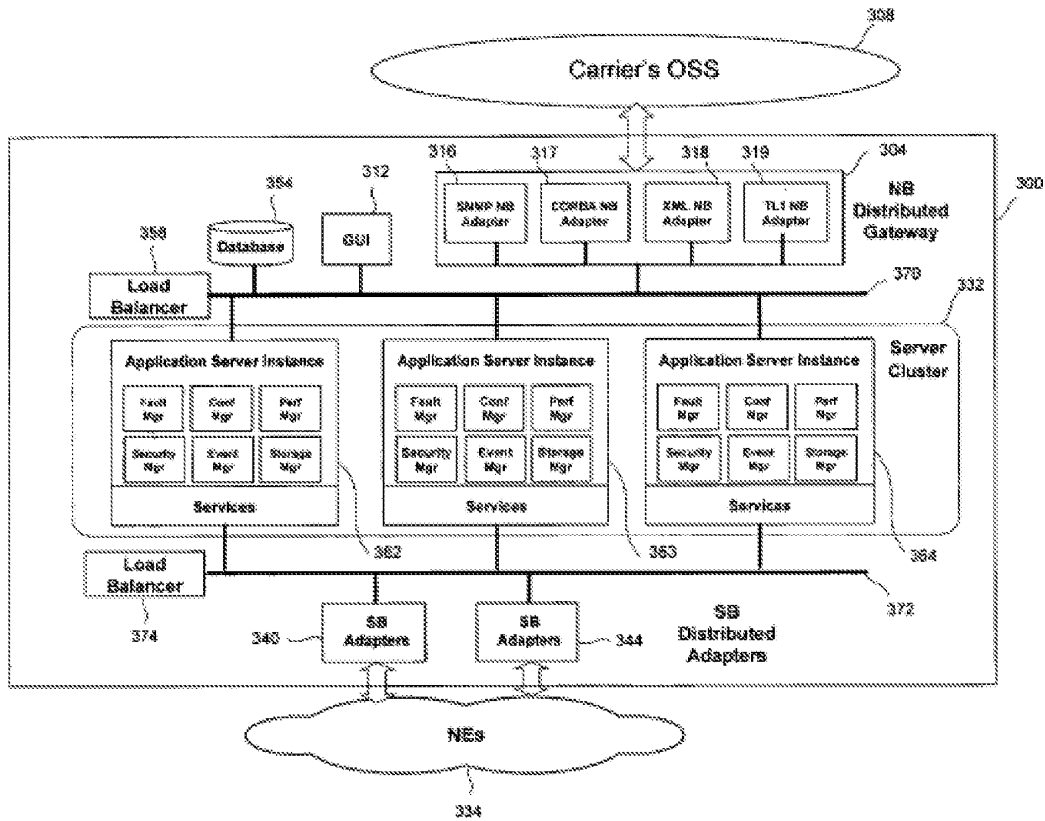 308
Carrier's OSS
316
317
318
319
304
300
354
312
SNMP NB
Adapter
CORBA NB
Adapter
XML NB
Adapter
TL1 NB
Adapter
NB
Distributed
Gateway
356
Database
GUI
Load
Balancer
370
332
Application Server Instance
Application Server Instance
Application Server Instance
Server
Cluster
Fault
Mgr
Conf
Mgr
Perf
Mgr
Fault
Mgr
Conf
Mgr
Perf
Mgr
Fault
Mgr
Conf
Mgr
Perf
Mgr
Security
Mgr
Event
Mgr
Storage
Mgr
Security
Mgr
Event
Mgr
Storage
Mgr
Security
Mgr
Event
Mgr
Storage
Mgr
Services
Services
Services
362
363
364
Load
Balancer
372
374
340
SB
Adapters
SB
Adapters
344
SB
Distributed
Adapters
NEs
334